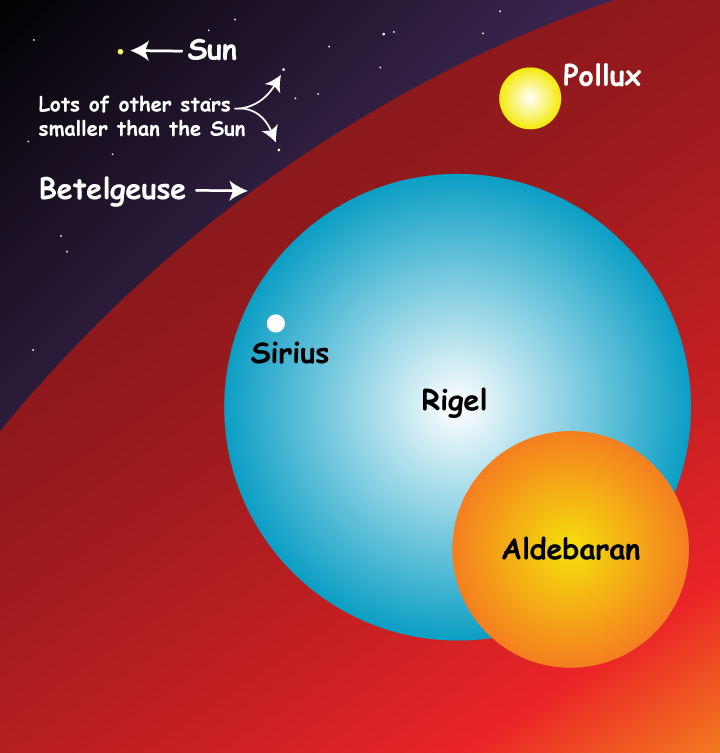 Sun
Pollux
Lots of other stars
smaller than the Sun
Betelgeuse
Sirius
Rigel
Aldebaran